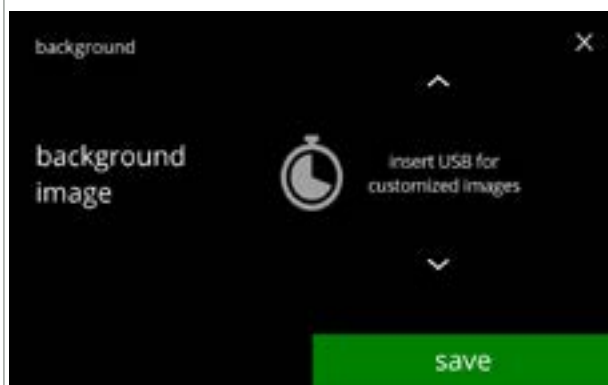 background
background
image
insert USB for
customized images
save